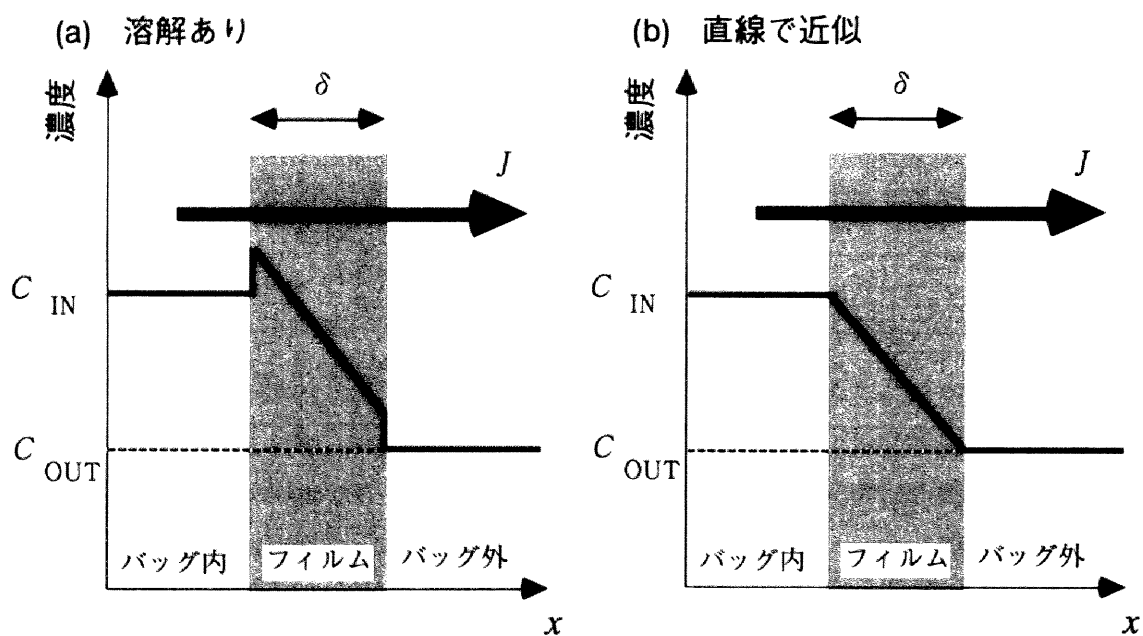 (a) 溶解あり
濃度
δ
J
C IN
C OUT
バッグ内 フィルム バッグ外
x
(b) 直線で近似
濃度
δ
J
C IN
C OUT
バッグ内 フィルム バッグ外
x